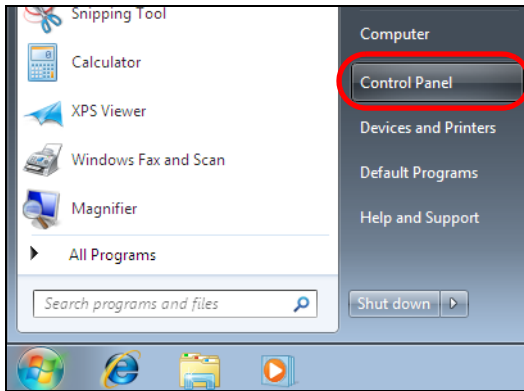 Snipping Tool
Calculator
XPS Viewer
Windows Fax and Scan
Magnifier
All Programs
Search programs and files
Computer
Control Panel
Devices and Printers
Default Programs
Help and Support
Shut down